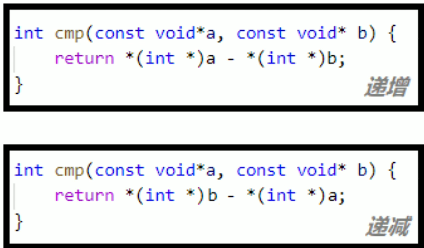 int cmp(const void*a, const void* b) {
    return *(int *)a - *(int *)b;
}
递增
int cmp(const void*a, const void* b) {
    return *(int *)b - *(int *)a;
}
递减